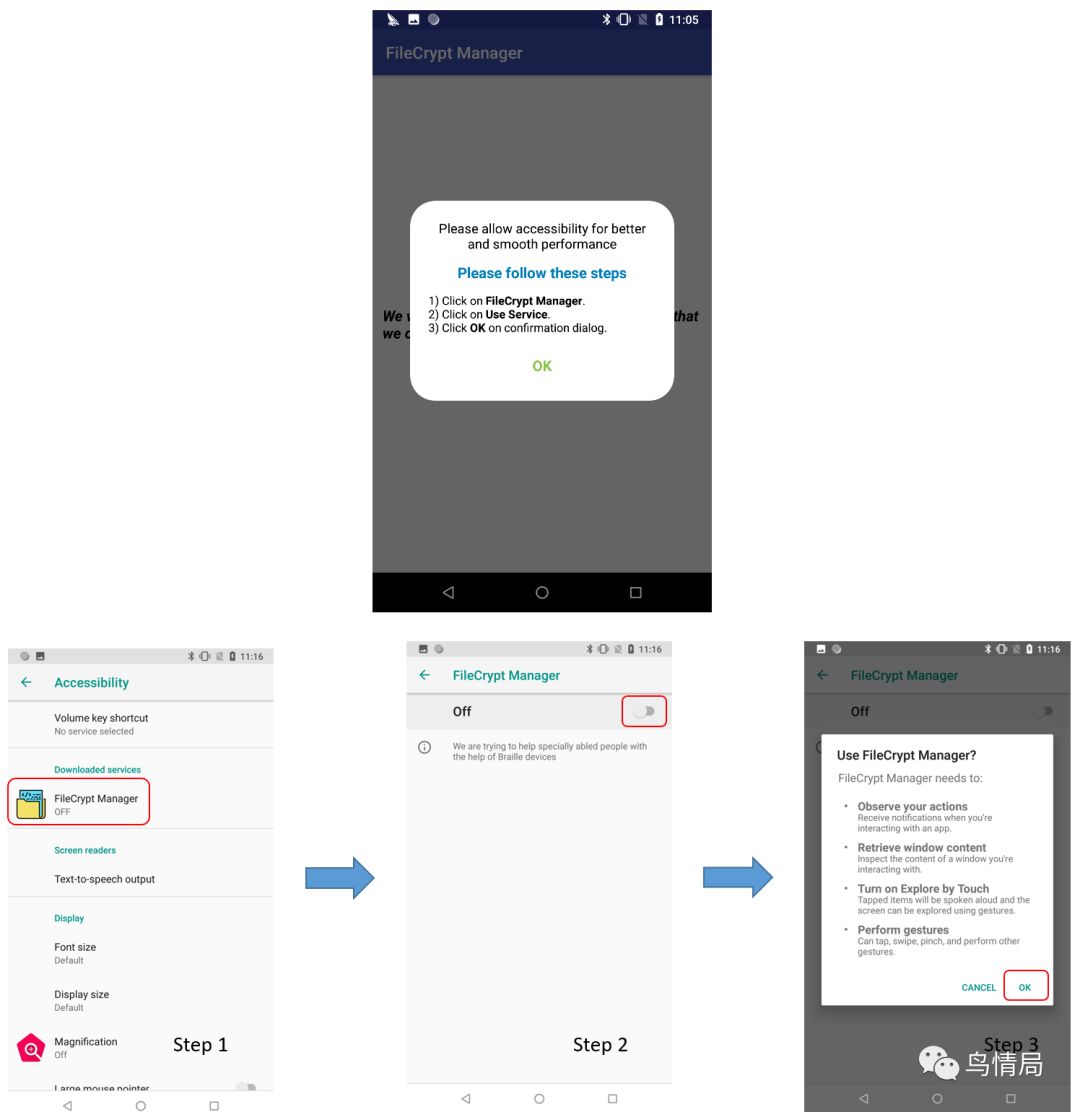 11:05
FileCrypt Manager
Please allow accessibility for better
and smooth performance
Please follow these steps
1) Click on FileCrypt Manager.
2) Click on Use Service.
3) Click OK on confirmation dialog.
OK
We
that
we
11:16
Accessibility
Volume key shortcut
No service selected
Downloaded services
FileCrypt Manager
OFF
Screen readers
Text-to-speech output
Display
Font size
Default
Display size
Default
Magnification
Off
Large mouse pointer
Step 1
11:16
FileCrypt Manager
Off
We are trying to help specially abled people with
the help of Braille devices
Step 2
11:16
FileCrypt Manager
Off
Use FileCrypt Manager?
FileCrypt Manager needs to:
• Observe your actions
Receive notifications when you're
interacting with an app.
• Retrieve window content
Inspect the content of a window you're
interacting with.
• Turn on Explore by Touch
Tapped items will be spoken aloud and the
screen can be explored using gestures.
• Perform gestures
Can tap, swipe, pinch, and perform other
gestures.
CANCEL OK
Step 3
鸟情局